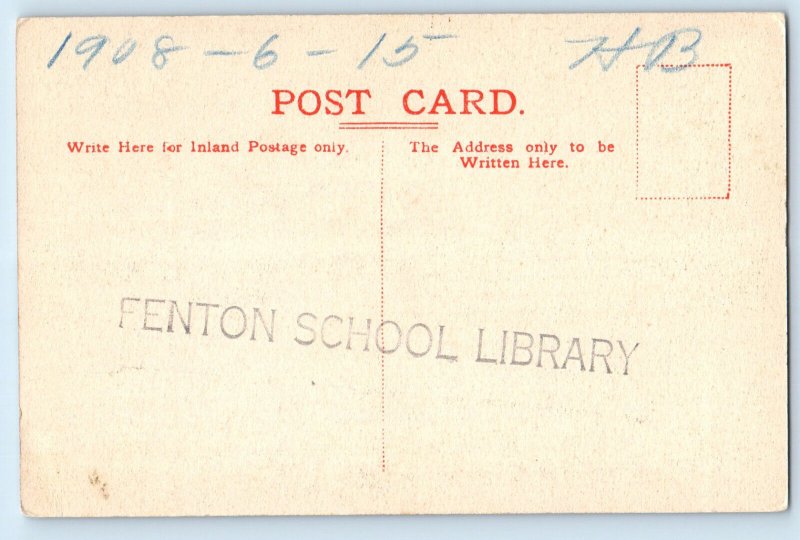 1908-6-15 HB
POST CARD.
Write Here for Inland Postage only.
The Address only to be
Written Here.
FENTON SCHOOL LIBRARY